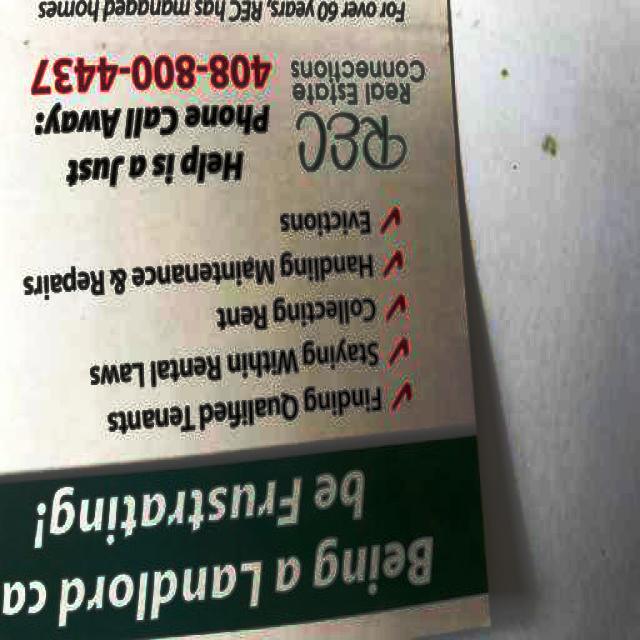 Being a Landlord ca
be Frustrating!
Finding Qualified Tenants
Staying Within Rental Laws
Collecting Rent
Handling Maintenance & Repairs
Evictions
REC
Real Estate
Connections
Help is a Just
Phone Call Away:
408-800-4437
For over 60 years, REC has managed homes